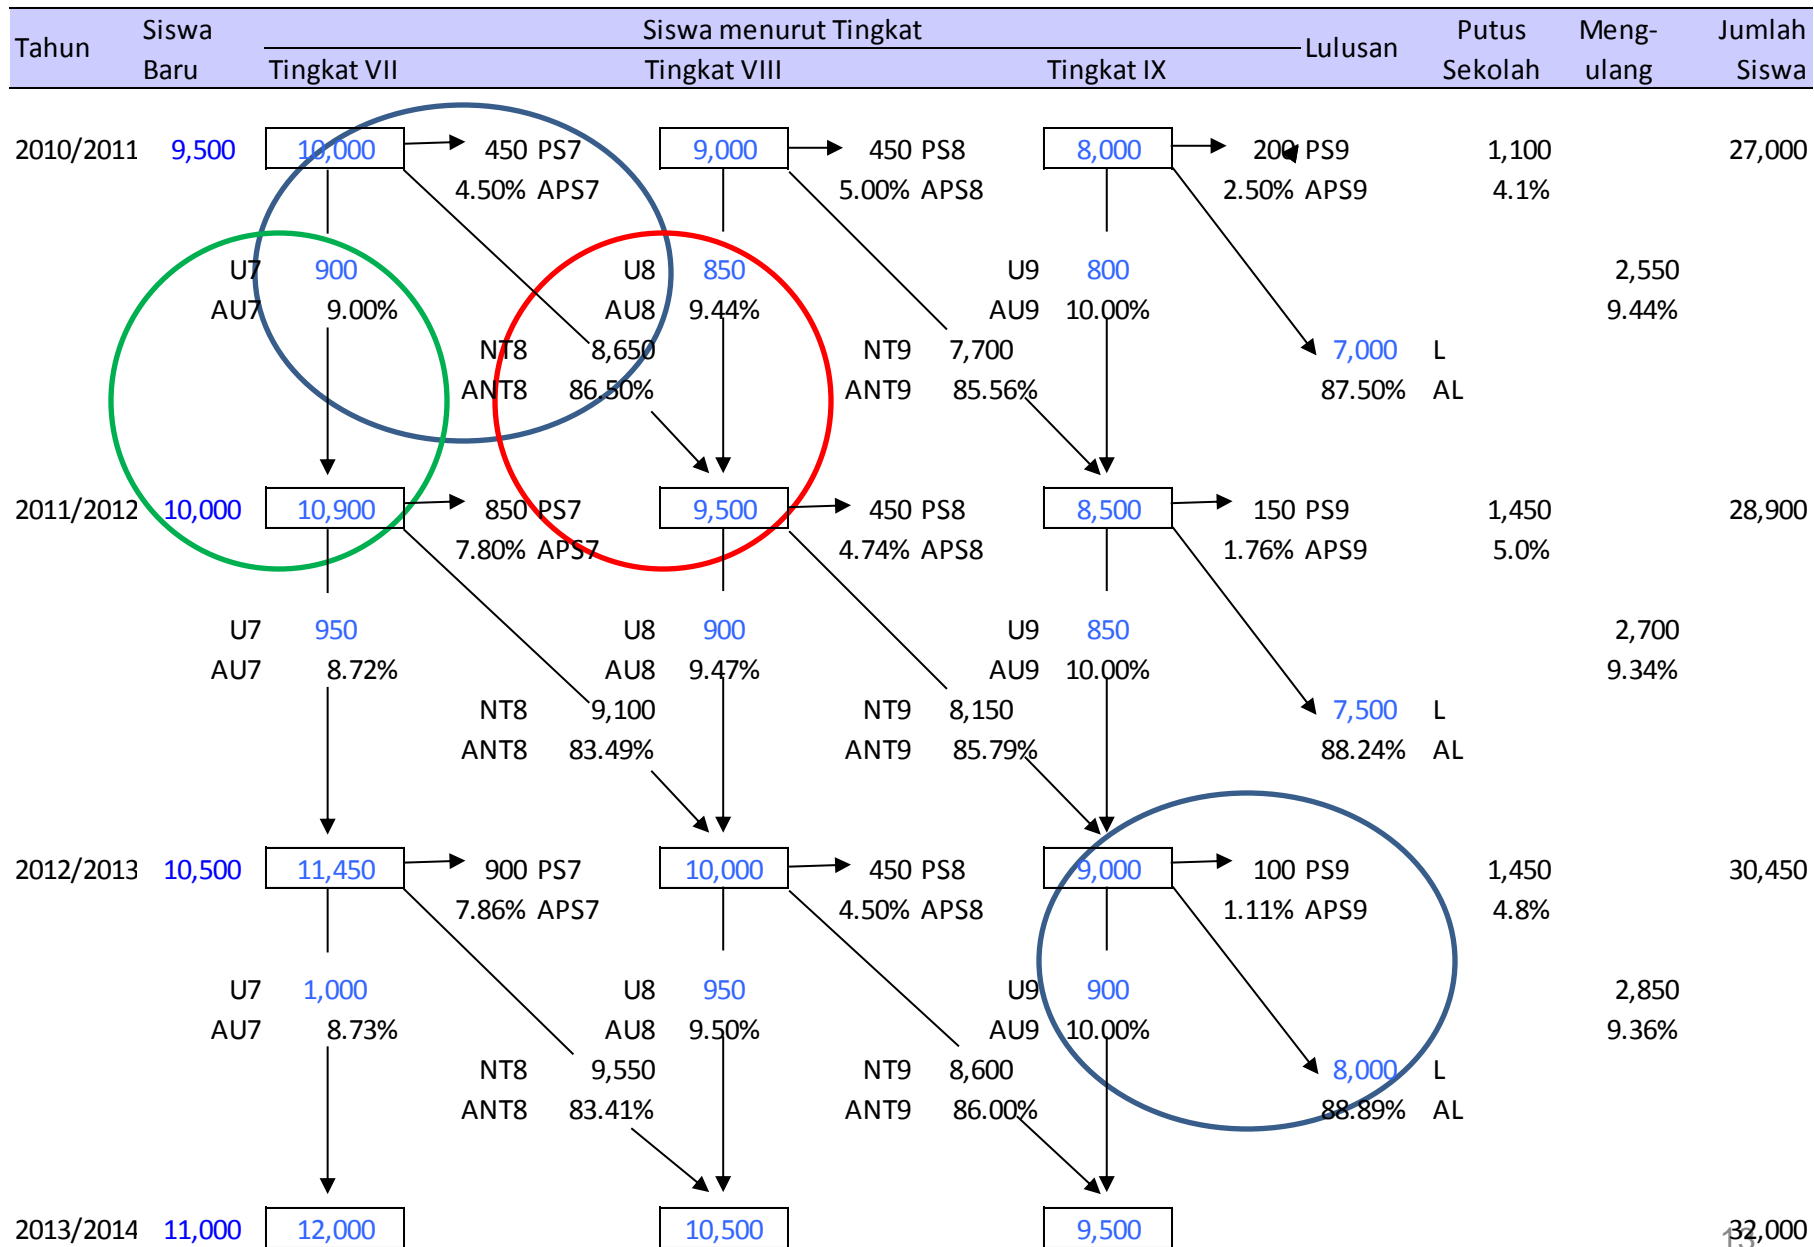 Siswa Siswa menurut Tingkat Putus Meng- Jumlah
Tahun Lulusan
Baru Tingkat VII Tingkat VIII Tingkat IX Sekolah ulang Siswa
2010/2011 9,500 10,000 450 PS7 9,000 450 PS8 8,000 200 PS9 1,100 27,000
4.50% APS7 5.00% APS8 2.50% APS9 4.1%
U7 900 U8 850 U9 800 2,550
AU7 9.00% AU8 9.44% AU9 10.00% 9.44%
NT8 8,650 NT9 7,700 7,000 L
ANT8 86.50% ANT9 85.56% 87.50% AL
2011/2012 10,000 10,900 850 PS7 9,500 450 PS8 8,500 150 PS9 1,450 28,900
7.80% APS7 4.74% APS8 1.76% APS9 5.0%
U7 950 U8 900 U9 850 2,700
AU7 8.72% AU8 9.47% AU9 10.00% 9.34%
NT8 9,100 NT9 8,150 7,500 L
ANT8 83.49% ANT9 85.79% 88.24% AL
2012/2013 10,500 11,450 900 PS7 10,000 450 PS8 9,000 100 PS9 1,450 30,450
7.86% APS7 4.50% APS8 1.11% APS9 4.8%
U7 1,000 U8 950 U9 900 2,850
AU7 8.73% AU8 9.50% AU9 10.00% 9.36%
NT8 9,550 NT9 8,600 8,000 L
ANT8 83.41% ANT9 86.00% 88.89% AL
2013/2014 11,000 12,000 10,500 9,500 32,000